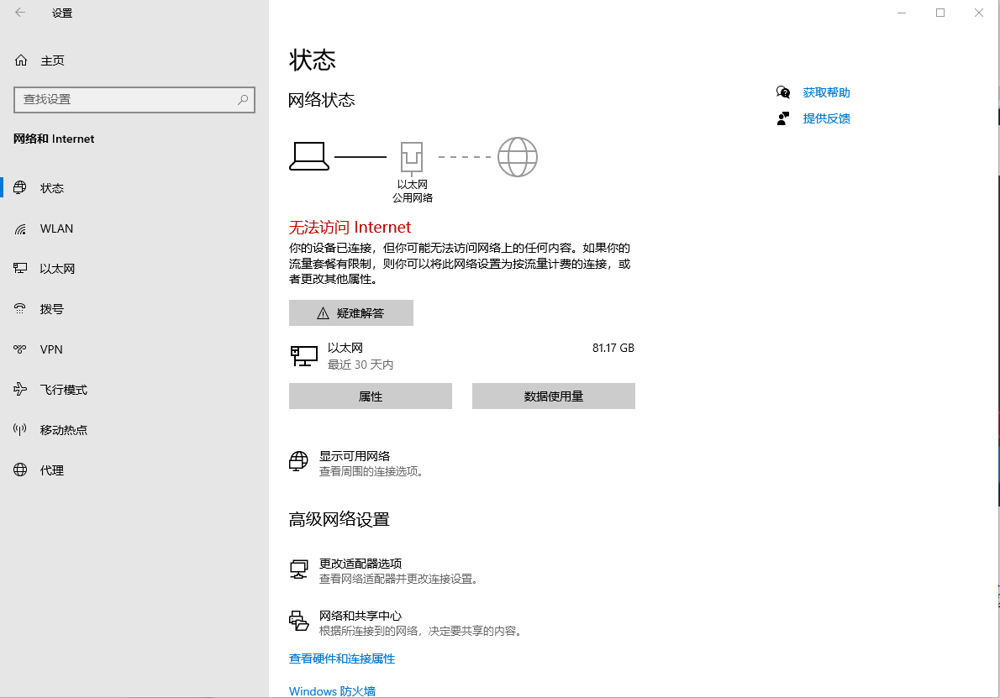 设置
主页
查找设置
网络和 Internet
状态
WLAN
以太网
拨号
VPN
飞行模式
移动热点
代理
状态
网络状态
以太网
公用网络
无法访问 Internet
你的设备已连接，但你可能无法访问网络上的任何内容。如果你的
流量套餐有限制，则你可以将此网络设置为按流量计费的连接，或
者更改其他属性。
疑难解答
以太网
81.17 GB
最近 30 天内
属性
数据使用量
显示可用网络
查看周围的连接选项。
高级网络设置
更改适配器选项
查看网络适配器并更改连接设置。
网络和共享中心
根据所连接到的网络，决定要共享的内容。
查看硬件和连接属性
Windows 防火墙
获取帮助
提供反馈